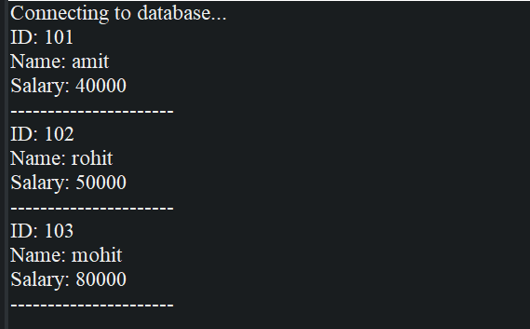 Connecting to database...
ID: 101
Name: amit
Salary: 40000
----------------------
ID: 102
Name: rohit
Salary: 50000
----------------------
ID: 103
Name: mohit
Salary: 80000
----------------------